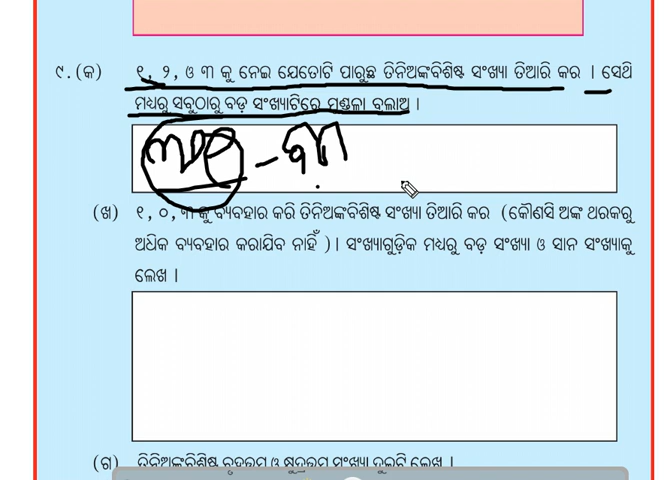 ୯. (କ) ୧, ୨, ଓ ୩ କୁ ନେଇ ଯେତୋଟି ପାରୁଛ ତିନିଅଙ୍କବିଶିଷ୍ଟ ସଂଖ୍ୟା ତିଆରି କର । ସେଥି
ମଧ୍ୟରୁ ସବୁଠାରୁ ବଡ଼ ସଂଖ୍ୟାଟିରେ ମଣ୍ଡଳା ବୁଲାଅ ।
୩୨୧ -
(ଖ) ୧, ୦, ୩ କୁ ବ୍ୟବହାର କରି ତିନିଅଙ୍କବିଶିଷ୍ଟ ସଂଖ୍ୟା ତିଆରି କର (କୌଣସି ଅଙ୍କ ଥରକରୁ
ଅଧିକ ବ୍ୟବହାର କରାଯିବ ନାହିଁ )। ସଂଖ୍ୟାଗୁଡ଼ିକ ମଧ୍ୟରୁ ବଡ଼ ସଂଖ୍ୟା ଓ ସାନ ସଂଖ୍ୟାକୁ
ଲେଖ ।
(ଗ) ତିନିଅଙ୍କବିଶିଷ୍ଟ ବୃହତ୍ତମ ଓ କ୍ଷୁଦ୍ରତମ ସଂଖ୍ୟା ଦୁଇଟି ଲେଖ ।